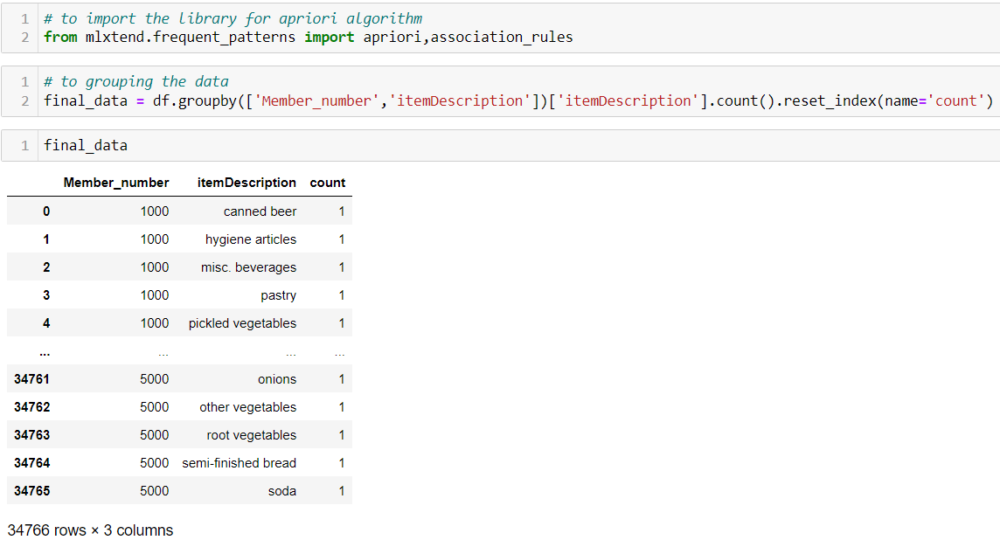 1 # to import the library for apriori algorithm
2 from mlxtend.frequent_patterns import apriori,association_rules
1 # to grouping the data
2 final_data = df.groupby(['Member_number','itemDescription'])['itemDescription'].count().reset_index(name='count')
1 final_data
Member_number itemDescription count
0 1000 canned beer 1
1 1000 hygiene articles 1
2 1000 misc. beverages 1
3 1000 pastry 1
4 1000 pickled vegetables 1
... ... ... ...
34761 5000 onions 1
34762 5000 other vegetables 1
34763 5000 root vegetables 1
34764 5000 semi-finished bread 1
34765 5000 soda 1
34766 rows × 3 columns